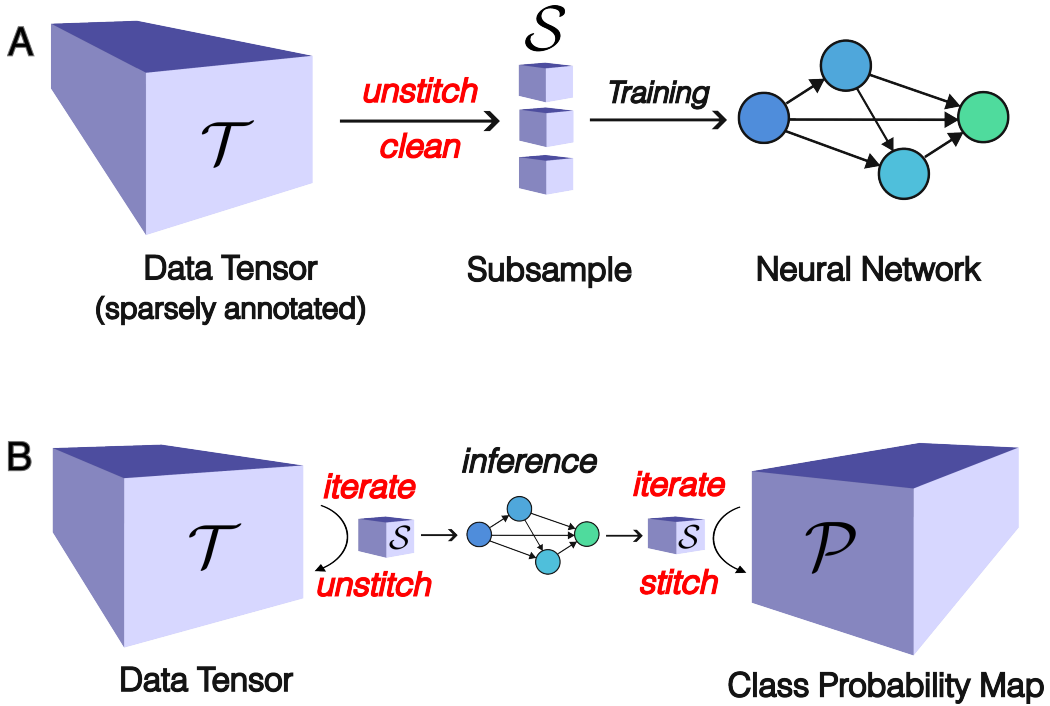 A
𝒯
unstitch
clean
𝒮
Training
Data Tensor
(sparsely annotated)
Subsample
Neural Network
B
𝒯
iterate
unstitch
𝒮
inference
𝒮
iterate
stitch
𝒫
Data Tensor
Class Probability Map